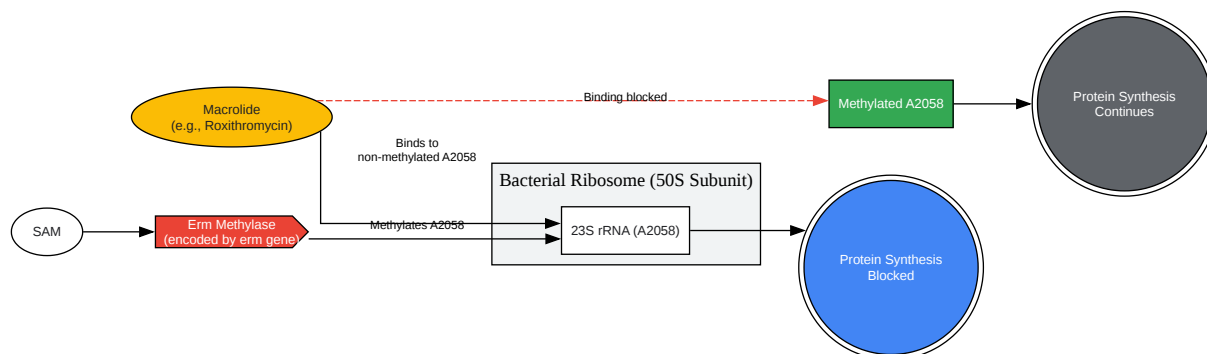 Macrolide
(e.g., Roxithromycin)
Binding blocked
Methylated A2058
Protein Synthesis
Continues
Binds to
non-methylated A2058
Bacterial Ribosome (50S Subunit)
SAM
Erm Methylase
(encoded by erm gene)
Methylates A2058
23S rRNA (A2058)
Protein Synthesis
Blocked